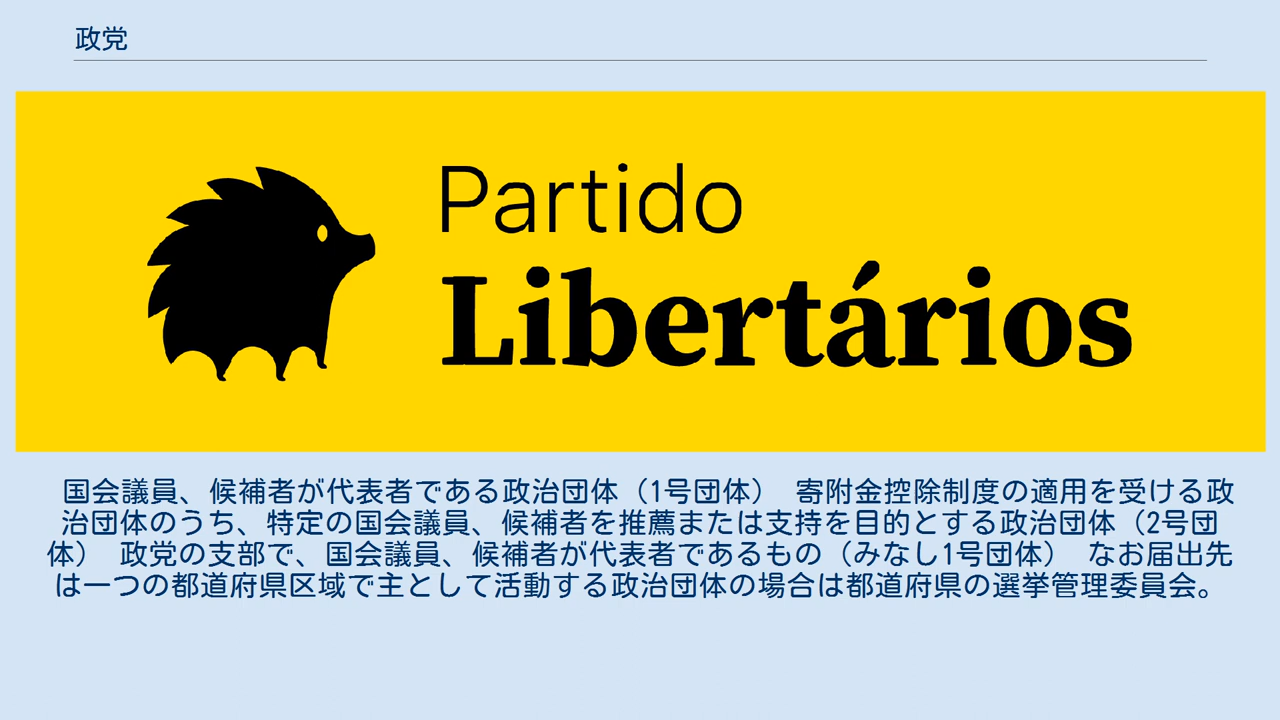 政党
Partido
Libertários
国会議員、候補者が代表者である政治団体（1号団体）　寄附金控除制度の適用を受ける政
治団体のうち、特定の国会議員、候補者を推薦または支持を目的とする政治団体（2号団
体）　政党の支部で、国会議員、候補者が代表者であるもの（みなし1号団体）　なお届出先
は一つの都道府県区域で主として活動する政治団体の場合は都道府県の選挙管理委員会。